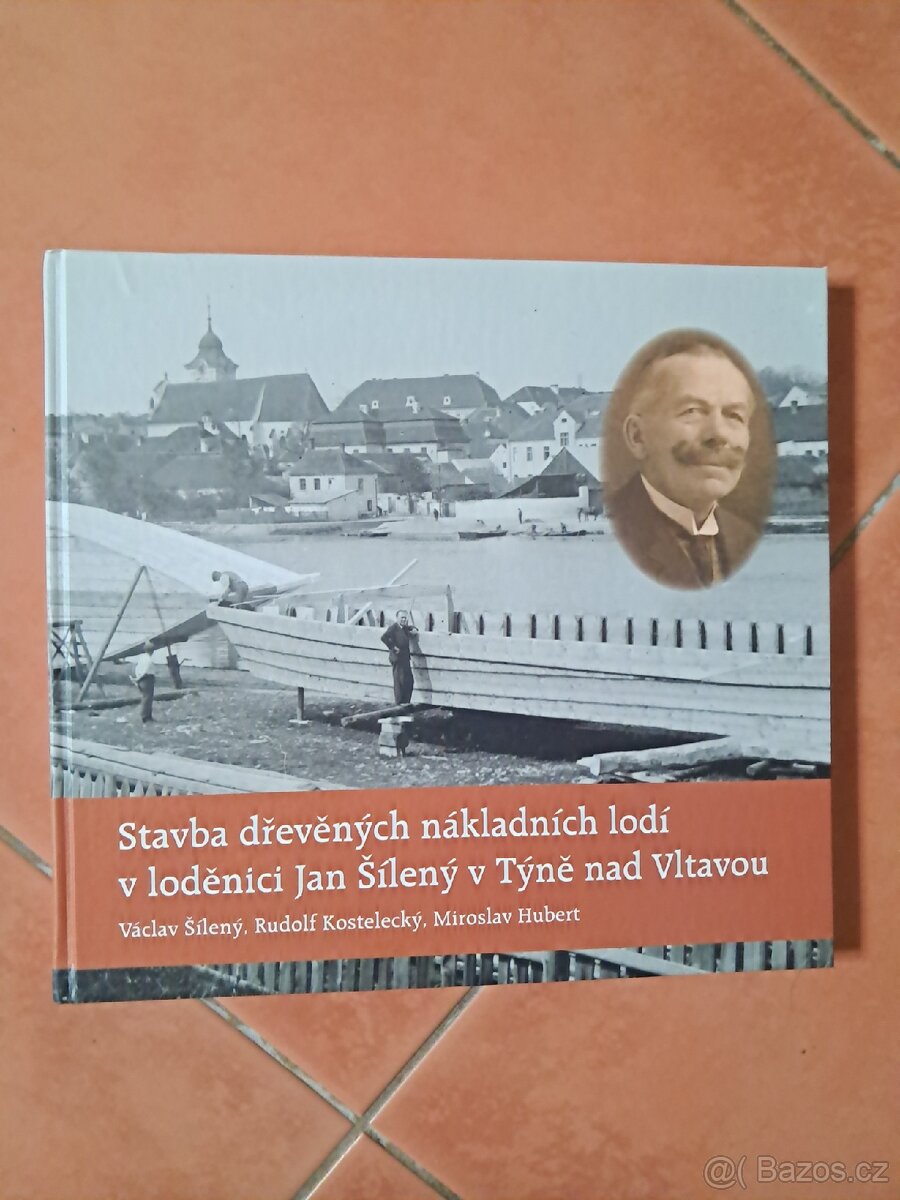 Stavba dřevěných nákladních lodí
v loděnici Jan Šílený v Týně nad Vltavou
Václav Šílený, Rudolf Kostelecký, Miroslav Hubert
@( Bazos.cz